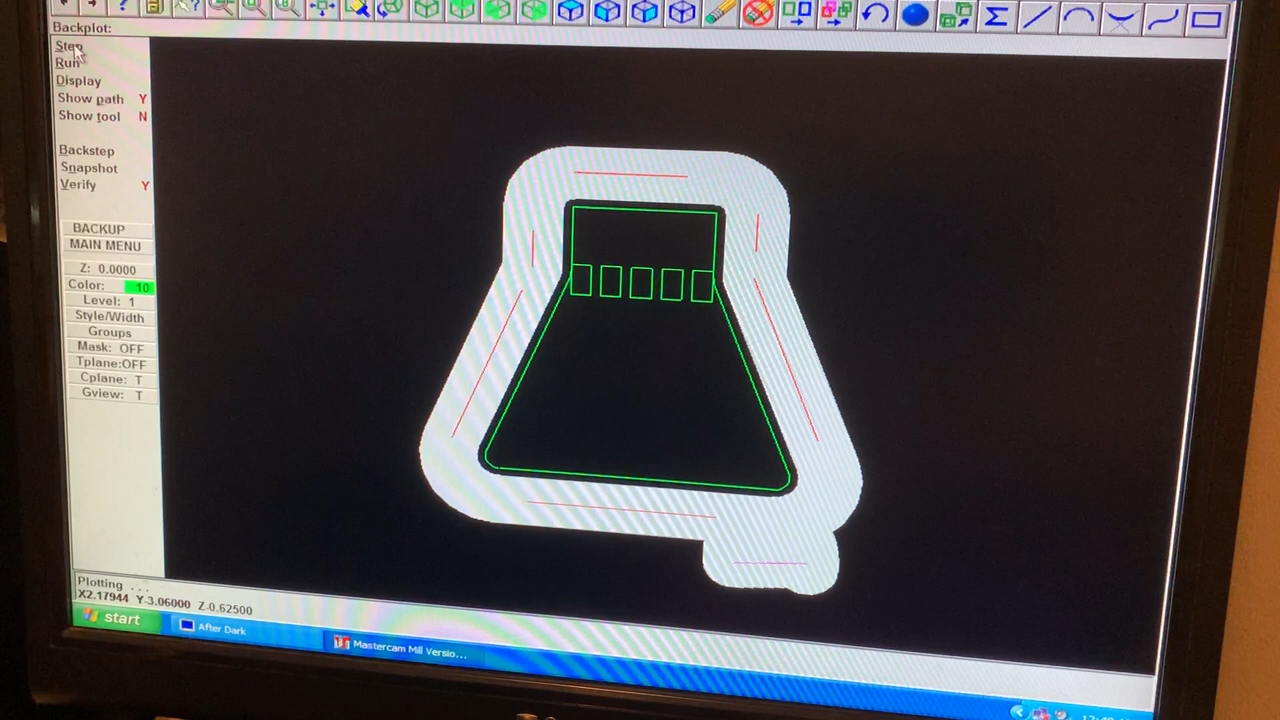 Backplot:
Step
Run
Display
Show path Y
Show tool N
Backstep
Snapshot
Verify Y
BACKUP
MAIN MENU
Z: 0.0000
Color: 10
Level: 1
Style/Width
Groups
Mask: OFF
Tplane:OFF
Cplane: T
Gview: T
Plotting ...
X2.17944 Y-3.06000 Z-0.62500
start
After Dark
Mastercam Mill Versio...